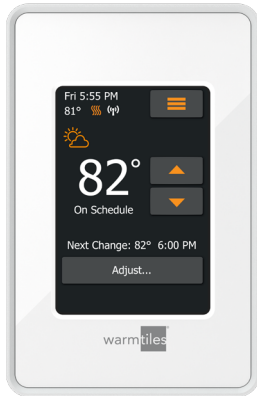 Fri 5:55 PM
81°
82°
On Schedule
Next Change: 82° 6:00 PM
Adjust...
warmtiles